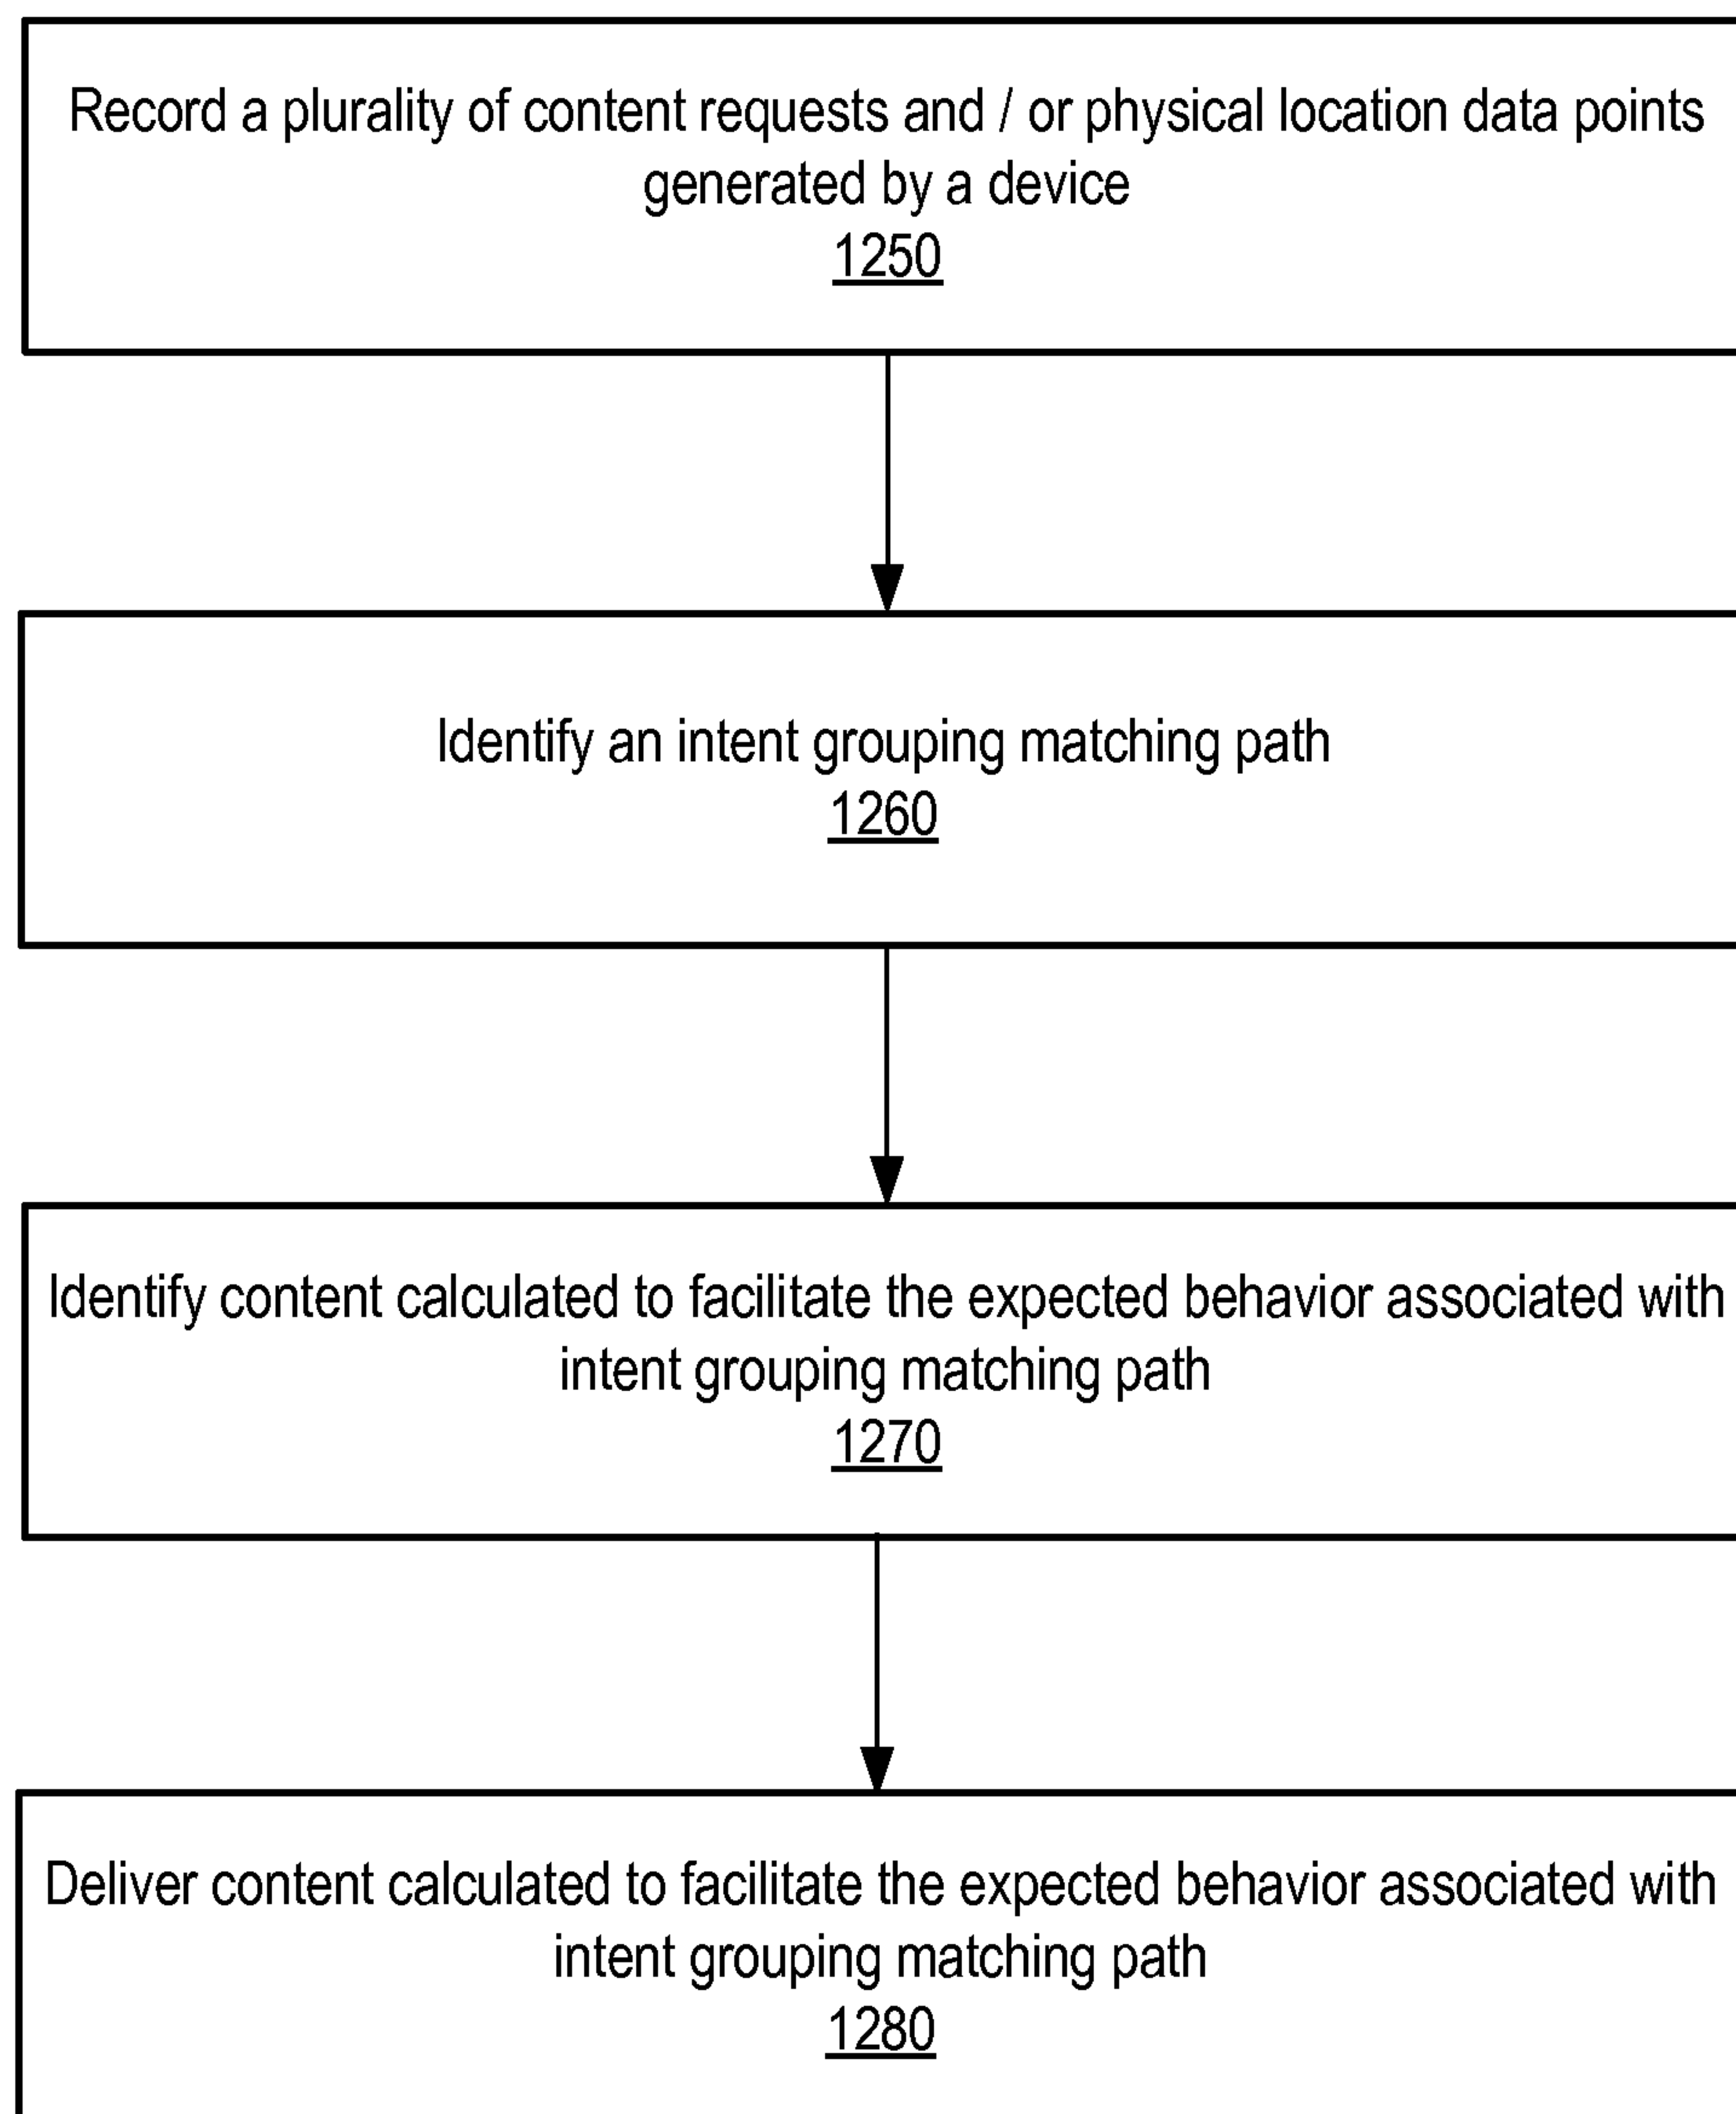 Record a plurality of content requests and / or physical location data points
generated by a device
1250
Identify an intent grouping matching path
1260
Identify content calculated to facilitate the expected behavior associated with
intent grouping matching path
1270
Deliver content calculated to facilitate the expected behavior associated with
intent grouping matching path
1280